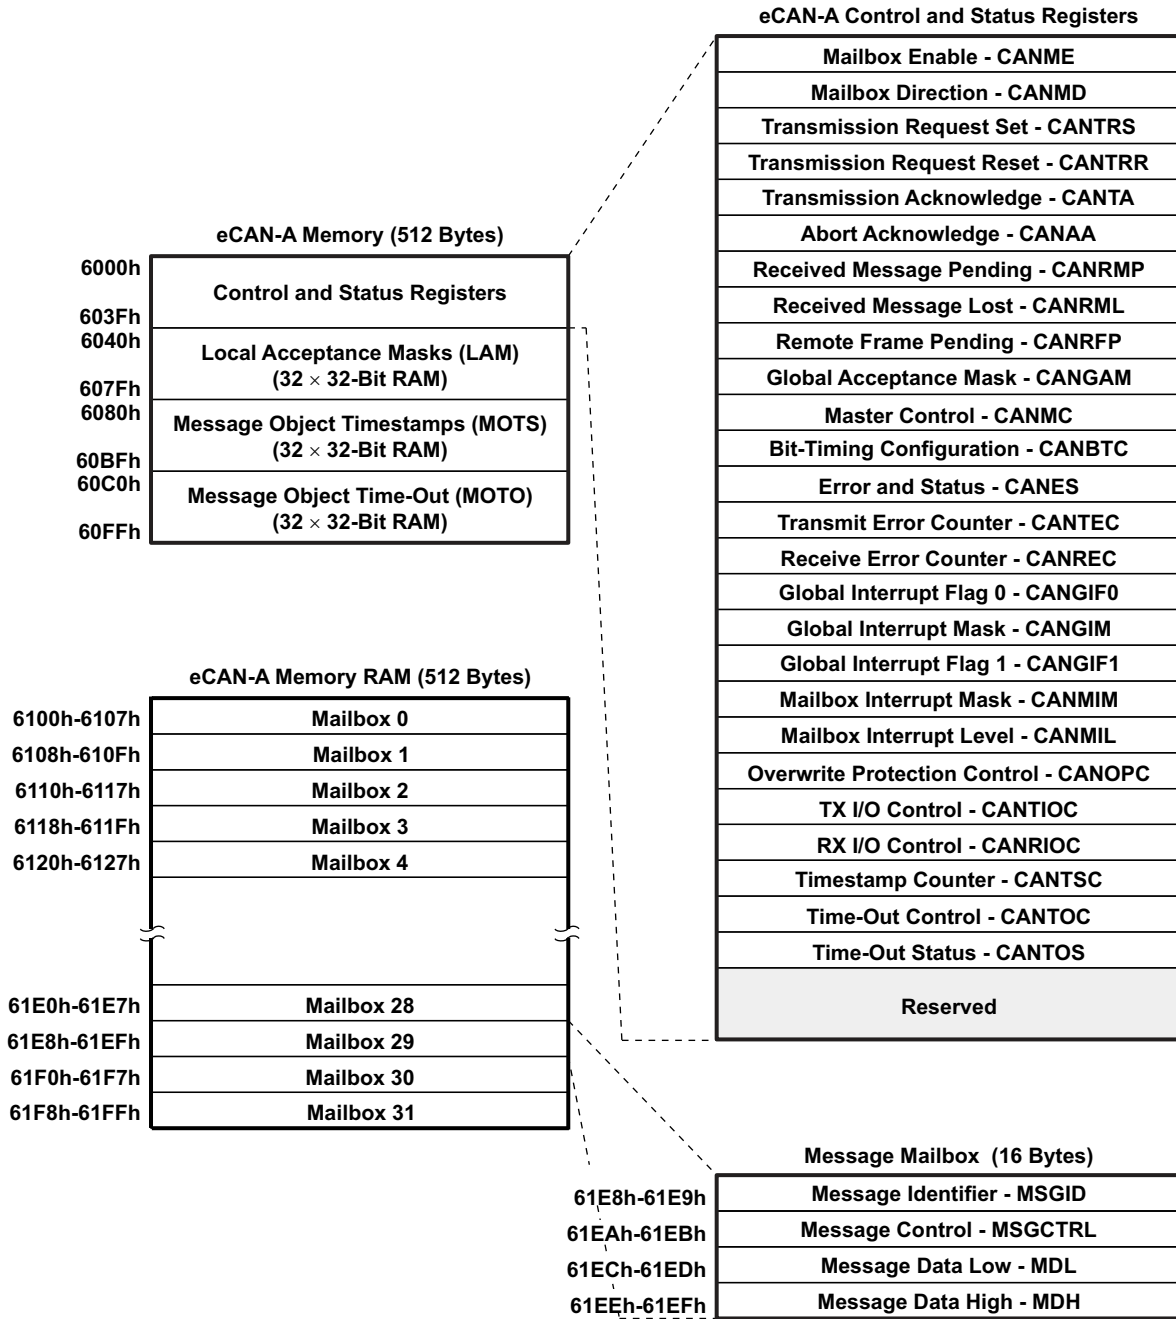 eCAN-A Control and Status Registers
Mailbox Enable - CANME
Mailbox Direction - CANMD
Transmission Request Set - CANTRS
Transmission Request Reset - CANTRR
Transmission Acknowledge - CANTA
Abort Acknowledge - CANAA
Received Message Pending - CANRMP
Received Message Lost - CANRML
Remote Frame Pending - CANRFP
Global Acceptance Mask - CANGAM
Master Control - CANMC
Bit-Timing Configuration - CANBTC
Error and Status - CANES
Transmit Error Counter - CANTEC
Receive Error Counter - CANREC
Global Interrupt Flag 0 - CANGIF0
Global Interrupt Mask - CANGIM
Global Interrupt Flag 1 - CANGIF1
Mailbox Interrupt Mask - CANMIM
Mailbox Interrupt Level - CANMIL
Overwrite Protection Control - CANOPC
TX I/O Control - CANTIOC
RX I/O Control - CANRIOC
Timestamp Counter - CANTSC
Time-Out Control - CANTOC
Time-Out Status - CANTOS
Reserved
eCAN-A Memory (512 Bytes)
6000h
Control and Status Registers
603Fh
6040h
Local Acceptance Masks (LAM)
(32 × 32-Bit RAM)
607Fh
6080h
Message Object Timestamps (MOTS)
(32 × 32-Bit RAM)
60BFh
60C0h
Message Object Time-Out (MOTO)
(32 × 32-Bit RAM)
60FFh
eCAN-A Memory RAM (512 Bytes)
6100h-6107h Mailbox 0
6108h-610Fh Mailbox 1
6110h-6117h Mailbox 2
6118h-611Fh Mailbox 3
6120h-6127h Mailbox 4
61E0h-61E7h Mailbox 28
61E8h-61EFh Mailbox 29
61F0h-61F7h Mailbox 30
61F8h-61FFh Mailbox 31
Message Mailbox (16 Bytes)
61E8h-61E9h Message Identifier - MSGID
61EAh-61EBh Message Control - MSGCTRL
61ECh-61EDh Message Data Low - MDL
61EEh-61EFh Message Data High - MDH